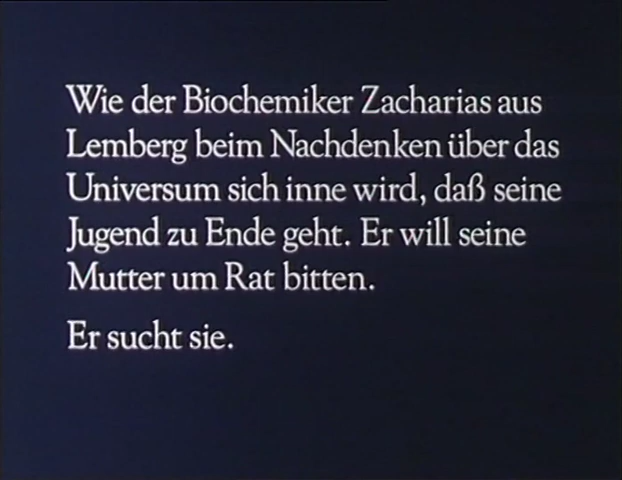 Wie der Biochemiker Zacharias aus
Lemberg beim Nachdenken über das
Universum sich inne wird, daß seine
Jugend zu Ende geht. Er will seine
Mutter um Rat bitten.
Er sucht sie.